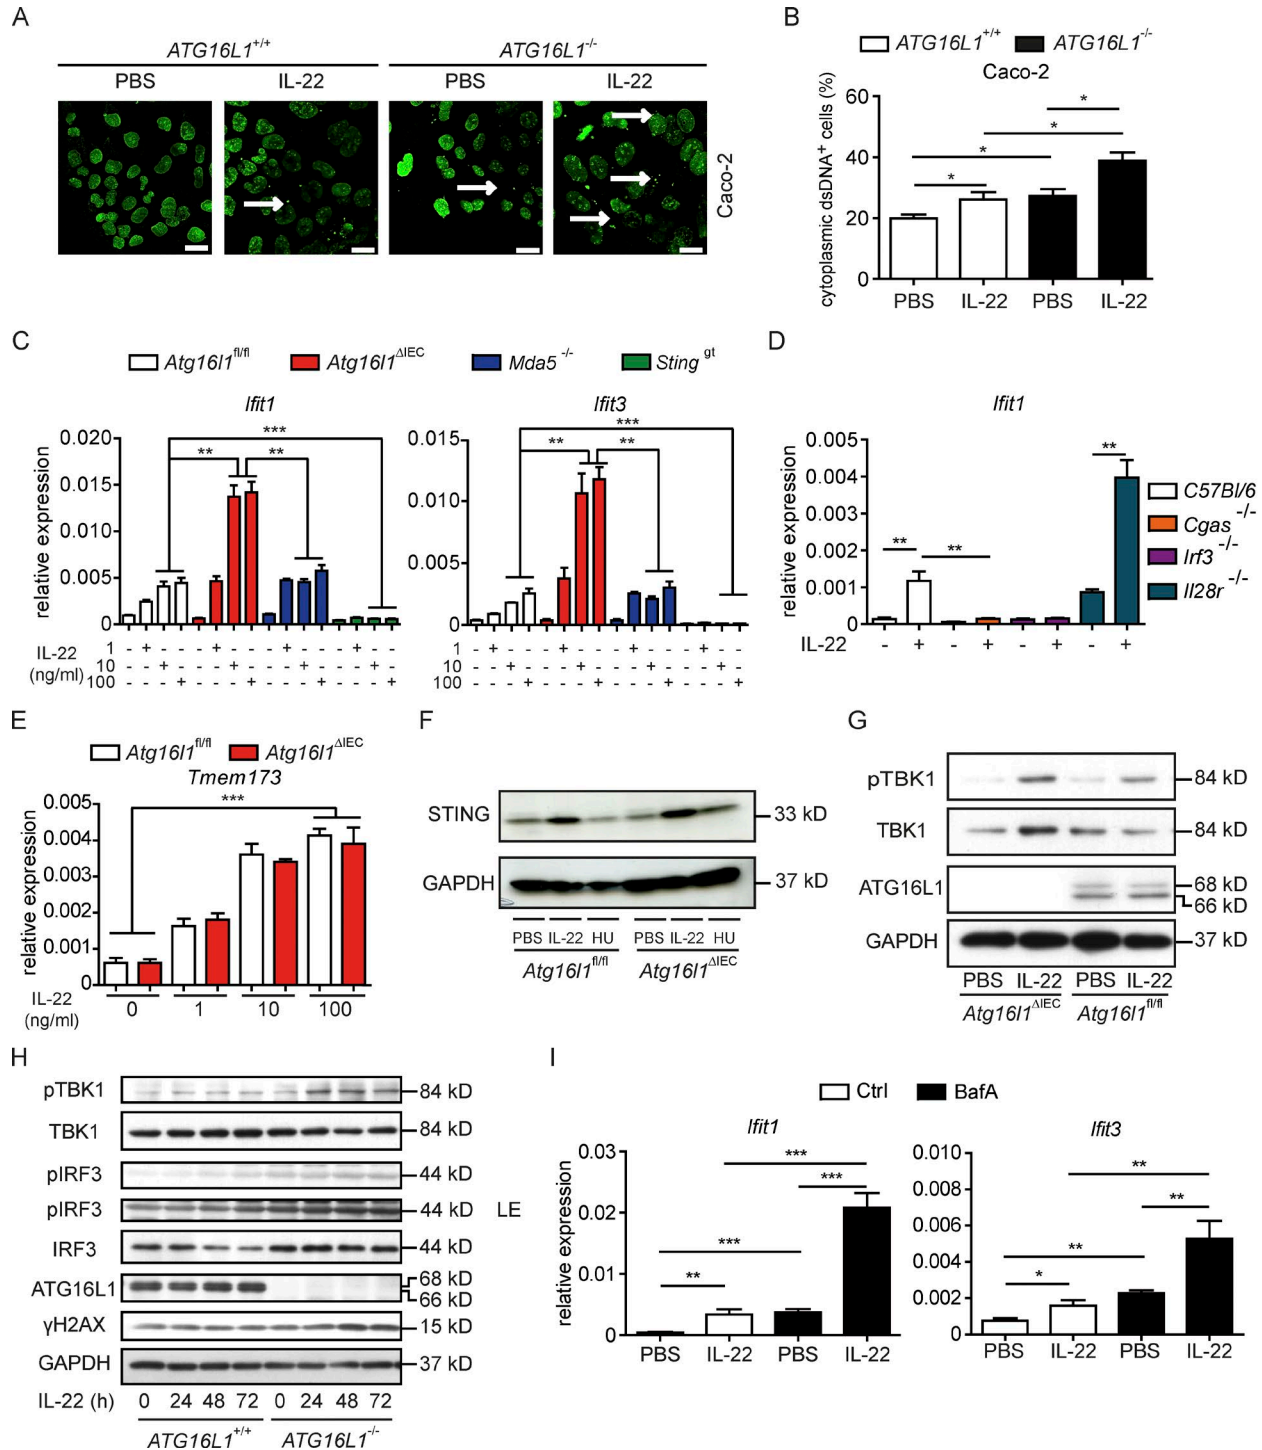 A
ATG16L1+/+ ATG16L1-/-
PBS IL-22 PBS IL-22
Caco-2
B
ATG16L1+/+ ATG16L1-/-
Caco-2
cytoplasmic dsDNA+ cells (%)
60
40
20
0
* * * *
PBS IL-22 PBS IL-22
C
Atg16l1fl/fl Atg16l1ΔIEC Mda5-/- Stinggt
Ifit1
relative expression
0.020
0.015
0.010
0.005
0
***
** **
IL-22
(ng/ml)
1 - + - - - + - - - + - - - + - -
10 - - + - - - + - - - + - - - + -
100 - - - + - - - + - - - + - - - +
Ifit3
0.015
0.010
0.005
0
***
** **
- + - - - + - - - + - - - + - -
- - + - - - + - - - + - - - + -
- - - + - - - + - - - + - - - +
D
Ifit1
relative expression
0.005
0.004
0.003
0.002
0.001
0
** ** **
IL-22 - + - + - + - +
C57Bl/6
Cgas-/-
Irf3-/-
Il28r-/-
E
Atg16l1fl/fl Atg16l1ΔIEC
Tmem173
relative expression
0.005
0.004
0.003
0.002
0.001
0
***
IL-22
(ng/ml)
0 1 10 100
F
STING 33 kD
GAPDH 37 kD
PBS IL-22 HU PBS IL-22 HU
Atg16l1fl/fl Atg16l1ΔIEC
G
pTBK1 84 kD
TBK1 84 kD
ATG16L1 68 kD
66 kD
GAPDH 37 kD
PBS IL-22 PBS IL-22
Atg16l1ΔIEC Atg16l1fl/fl
H
pTBK1 84 kD
TBK1 84 kD
pIRF3 44 kD
pIRF3 44 kD LE
IRF3 44 kD
ATG16L1 68 kD
66 kD
γH2AX 15 kD
GAPDH 37 kD
IL-22 (h) 0 24 48 72 0 24 48 72
ATG16L1+/+ ATG16L1-/-
I
Ctrl BafA
Ifit1
relative expression
0.03
0.02
0.01
0
***
***
***
**
PBS IL-22 PBS IL-22
Ifit3
0.010
0.008
0.006
0.004
0.002
0
**
**
**
*
PBS IL-22 PBS IL-22